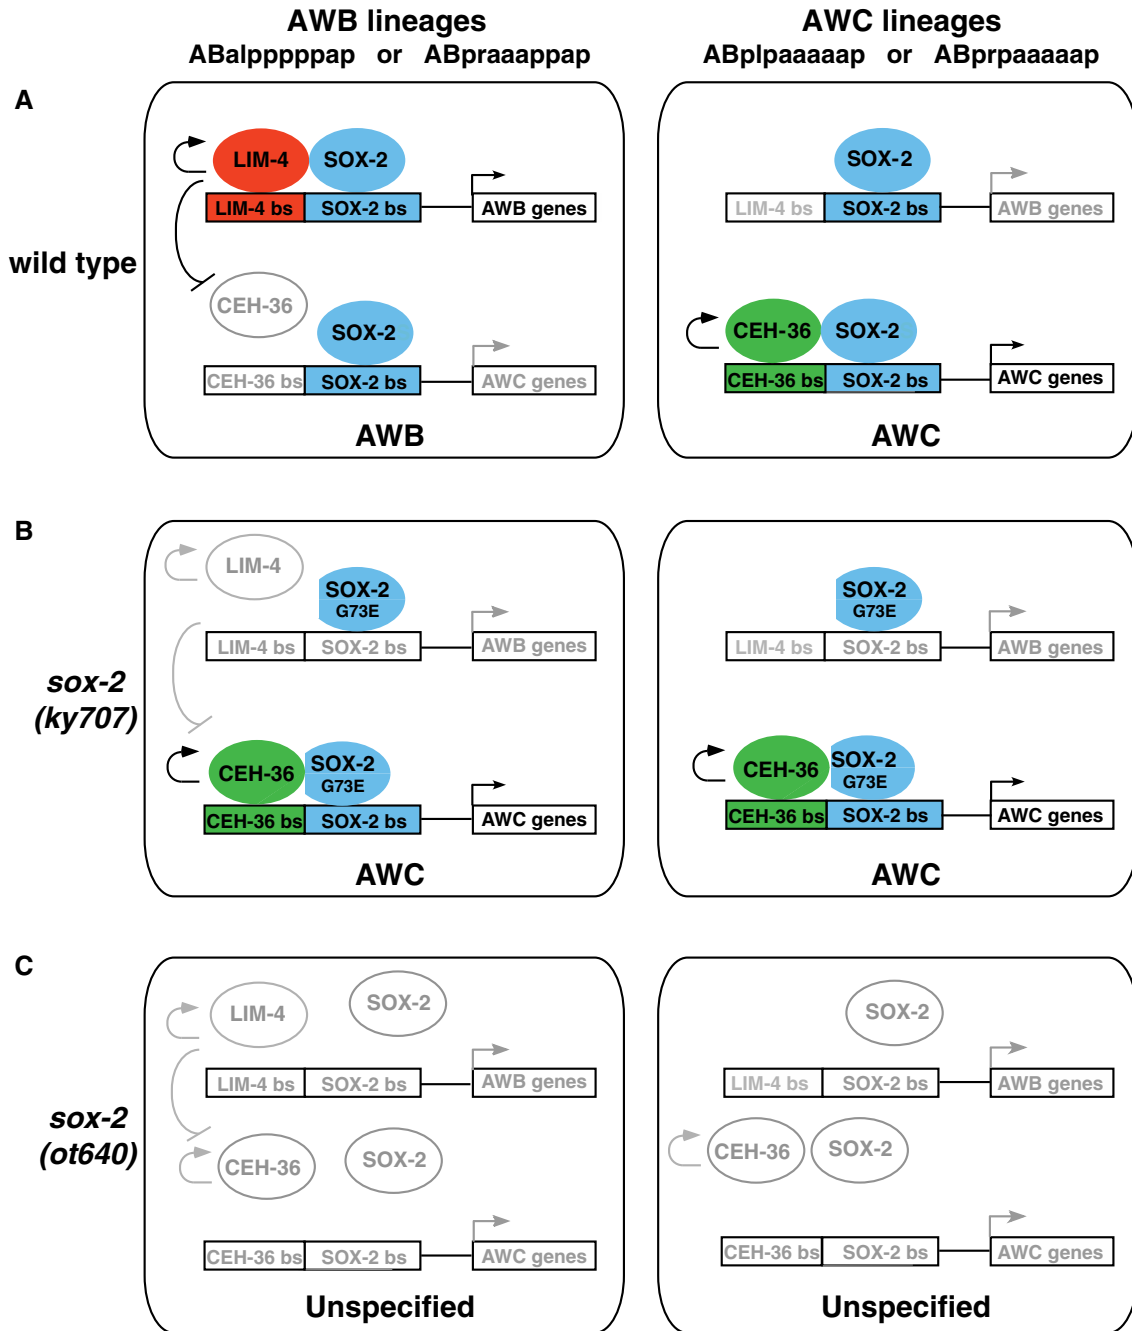 AWB lineages
ABalpppppap or ABpraaappap
AWC lineages
ABplpaaaaap or ABprpaaaaap
A
wild type
LIM-4
SOX-2
LIM-4 bs
SOX-2 bs
AWB genes
CEH-36
SOX-2
CEH-36 bs
SOX-2 bs
AWC genes
AWB
SOX-2
LIM-4 bs
SOX-2 bs
AWB genes
CEH-36
SOX-2
CEH-36 bs
SOX-2 bs
AWC genes
AWC
B
sox-2
(ky707)
LIM-4
SOX-2
G73E
LIM-4 bs
SOX-2 bs
AWB genes
CEH-36
SOX-2
G73E
CEH-36 bs
SOX-2 bs
AWC genes
AWC
SOX-2
G73E
LIM-4 bs
SOX-2 bs
AWB genes
CEH-36
SOX-2
G73E
CEH-36 bs
SOX-2 bs
AWC genes
AWC
C
sox-2
(ot640)
LIM-4
SOX-2
LIM-4 bs
SOX-2 bs
AWB genes
CEH-36
SOX-2
CEH-36 bs
SOX-2 bs
AWC genes
Unspecified
SOX-2
LIM-4 bs
SOX-2 bs
AWB genes
CEH-36
SOX-2
CEH-36 bs
SOX-2 bs
AWC genes
Unspecified